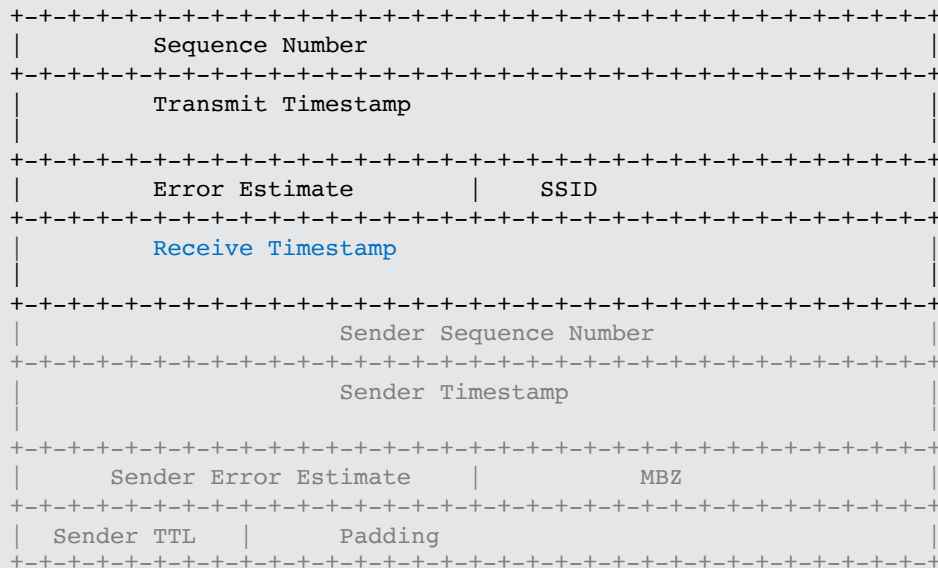 +-+-+-+-+-+-+-+-+-+-+-+-+-+-+-+-+-+-+-+-+-+-+-+-+-+-+-+-+-+-+-+-+
|         Sequence Number                                       |
+-+-+-+-+-+-+-+-+-+-+-+-+-+-+-+-+-+-+-+-+-+-+-+-+-+-+-+-+-+-+-+-+
|         Transmit Timestamp                                    |
|                                                               |
+-+-+-+-+-+-+-+-+-+-+-+-+-+-+-+-+-+-+-+-+-+-+-+-+-+-+-+-+-+-+-+-+
|         Error Estimate        |    SSID                       |
+-+-+-+-+-+-+-+-+-+-+-+-+-+-+-+-+-+-+-+-+-+-+-+-+-+-+-+-+-+-+-+-+
|         Receive Timestamp                                     |
|                                                               |
+-+-+-+-+-+-+-+-+-+-+-+-+-+-+-+-+-+-+-+-+-+-+-+-+-+-+-+-+-+-+-+-+
|                      Sender Sequence Number                   |
+-+-+-+-+-+-+-+-+-+-+-+-+-+-+-+-+-+-+-+-+-+-+-+-+-+-+-+-+-+-+-+-+
|                      Sender Timestamp                         |
|                                                               |
+-+-+-+-+-+-+-+-+-+-+-+-+-+-+-+-+-+-+-+-+-+-+-+-+-+-+-+-+-+-+-+-+
|      Sender Error Estimate    |           MBZ                 |
+-+-+-+-+-+-+-+-+-+-+-+-+-+-+-+-+-+-+-+-+-+-+-+-+-+-+-+-+-+-+-+-+
|  Sender TTL   |      Padding                                  |
+-+-+-+-+-+-+-+-+-+-+-+-+-+-+-+-+-+-+-+-+-+-+-+-+-+-+-+-+-+-+-+-+